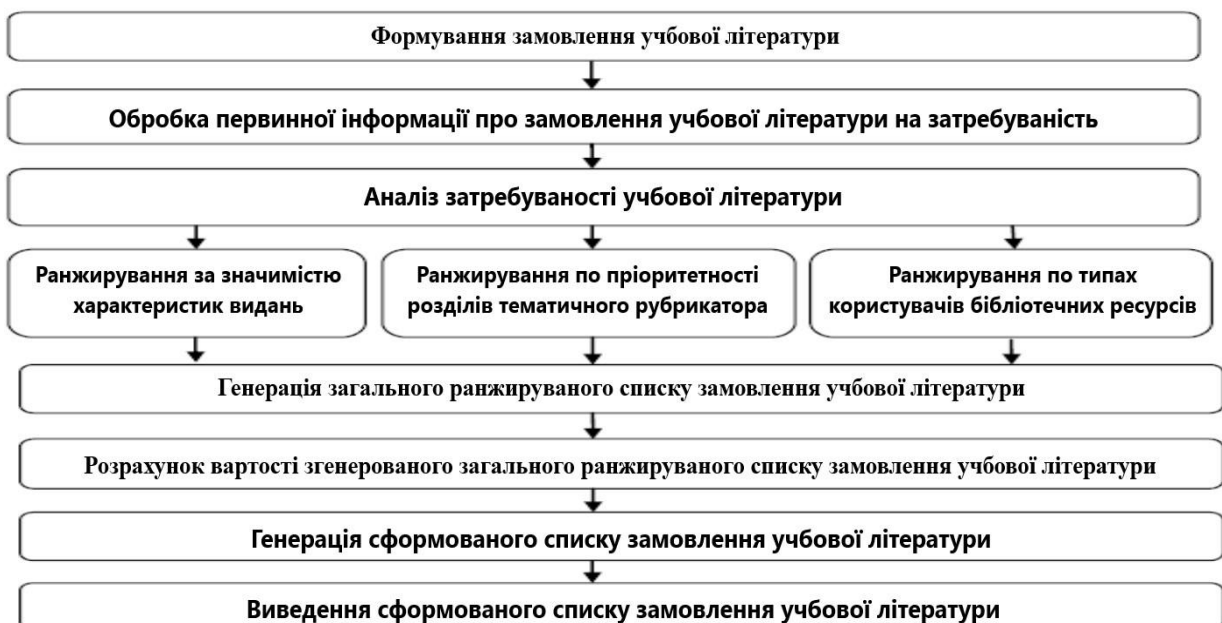 Формування замовлення учбової літератури
Обробка первинної інформації про замовлення учбової літератури на затребуваність
Аналіз затребуваності учбової літератури
Ранжирування за значимістю
характеристик видань
Ранжирування по пріоритетності
розділів тематичного рубрикатора
Ранжирування по типах
користувачів бібліотечних ресурсів
Генерація загального ранжируваного списку замовлення учбової літератури
Розрахунок вартості згенерованого загального ранжируваного списку замовлення учбової літератури
Генерація сформованого списку замовлення учбової літератури
Виведення сформованого списку замовлення учбової літератури